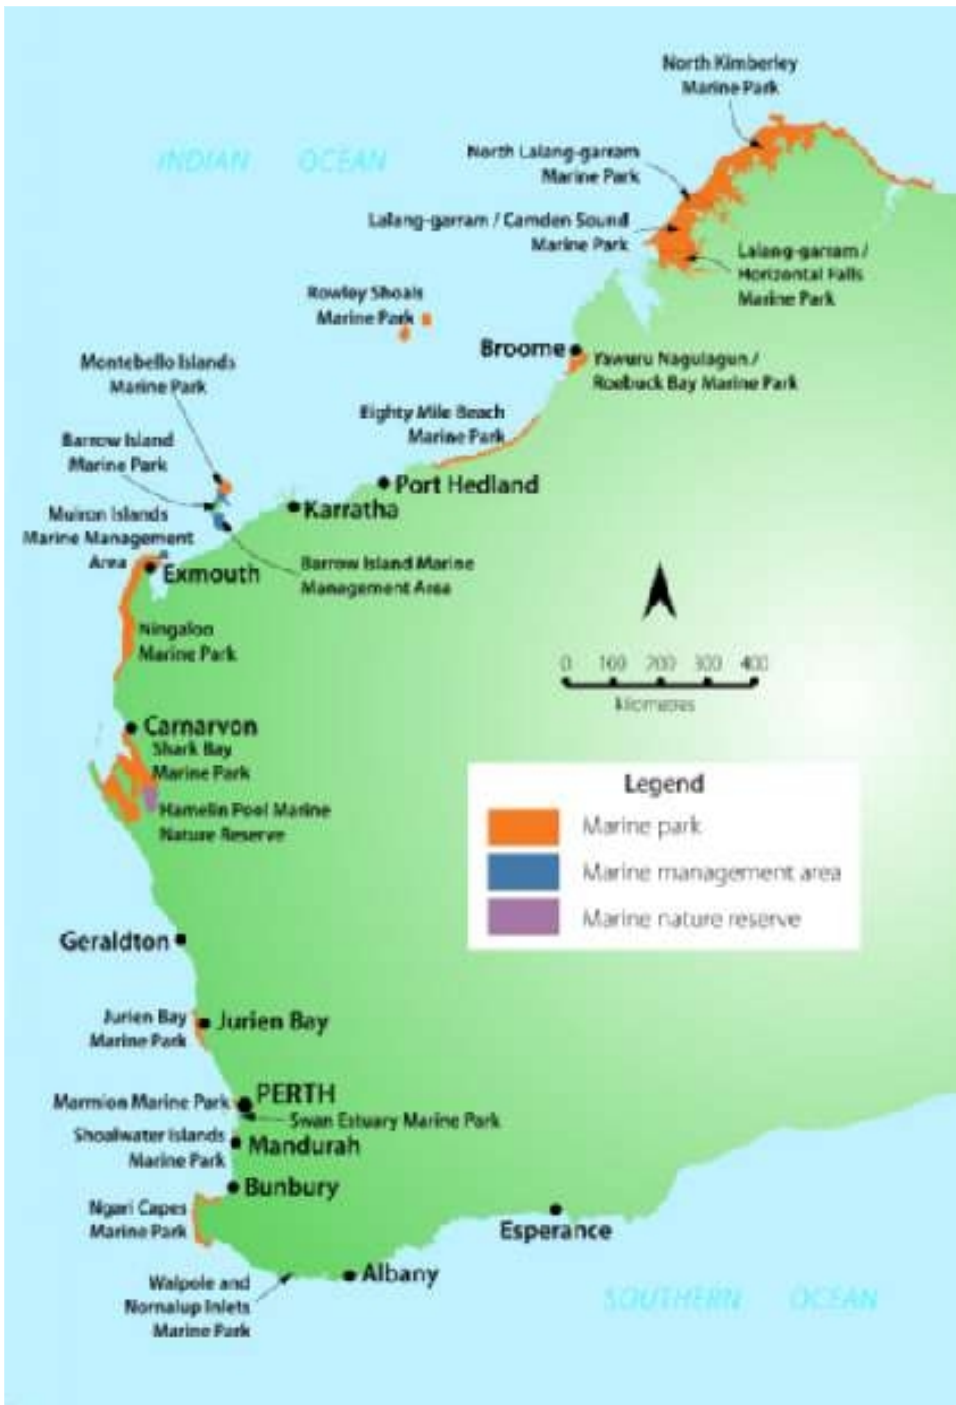 North Kimberley
Marine Park
INDIAN OCEAN
North Lalang-garram
Marine Park
Lalang-garram / Camden Sound
Marine Park
Lalang-garram /
Horizontal Falls
Marine Park
Rowley Shoals
Marine Park
Broome
Yawuru Nagulagun /
Roebuck Bay Marine Park
Montebello Islands
Marine Park
Eighty Mile Beach
Marine Park
Barrow Island
Marine Park
Port Hedland
Karratha
Muiron Islands
Marine Management
Area
Exmouth
Barrow Island Marine
Management Area
Ningaloo
Marine Park
0 100 200 300 400
kilometres
Carnarvon
Shark Bay
Marine Park
Hamelin Pool Marine
Nature Reserve
Legend
Marine park
Marine management area
Marine nature reserve
Geraldton
Jurien Bay
Marine Park
Jurien Bay
Marmion Marine Park
PERTH
Swan Estuary Marine Park
Shoalwater Islands
Marine Park
Mandurah
Bunbury
Ngari Capes
Marine Park
Esperance
Albany
Walpole and
Nornalup Inlets
Marine Park
SOUTHERN OCEAN